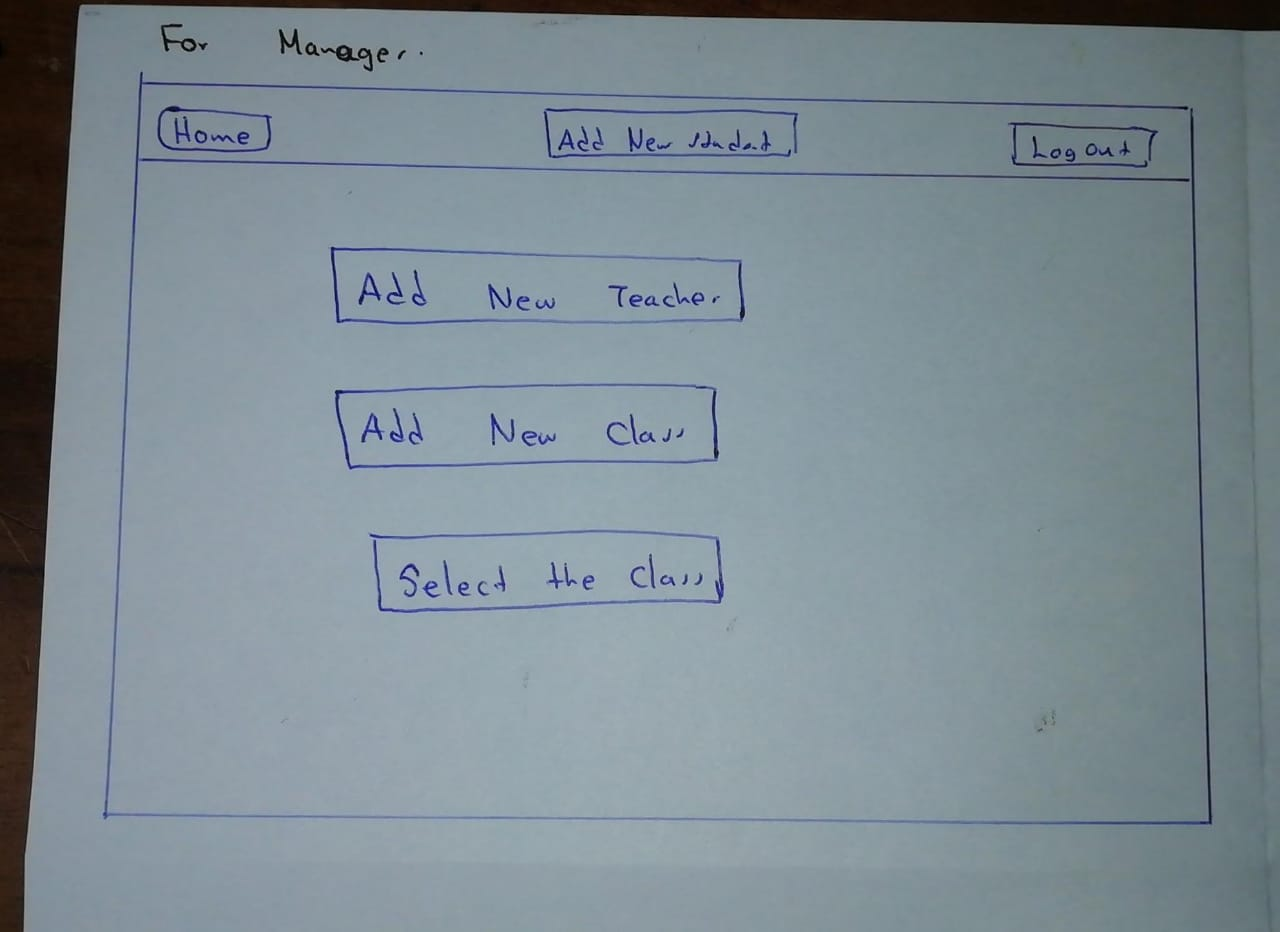 For Manager.
Home Add New student Log Out
Add New Teacher
Add New Class
Select the Class